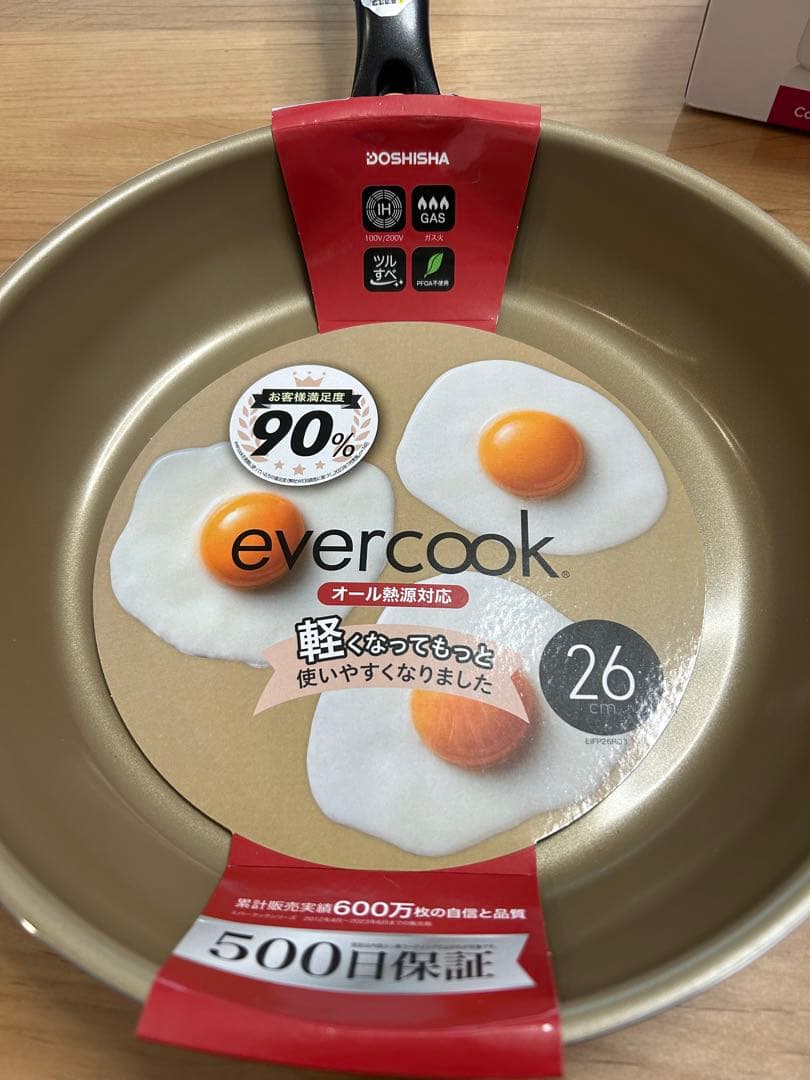 DOSHISHA
IH
GAS
100V/200V
ガス火
ツル
すべ
PFOA不使用
お客様満足度
90%
evercook®
オール熱源対応
軽くなってもっと
使いやすくなりました
26
cm
EIFP26RD3
累計販売実績600万枚の自信と品質
500日保証
Co